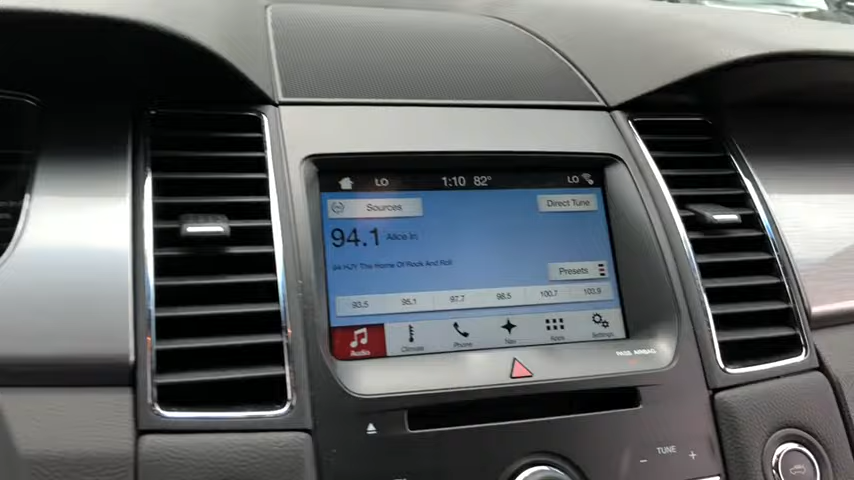 LO 1:10 82° LO
Sources Direct Tune
94.1 Alice In
94 HJY The Home Of Rock And Roll
Presets
93.5 95.1 97.7 98.5 100.7 103.9
Audio Climate Phone Nav Apps Settings
PASS AIRBAG
- TUNE +